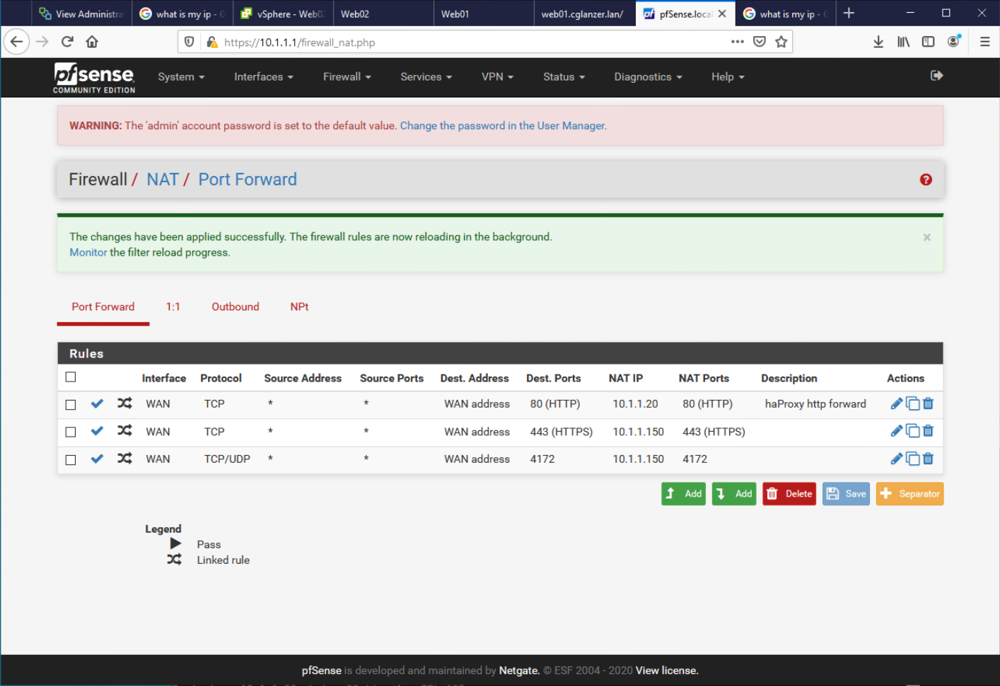 View Administra
what is my ip - G
vSphere - Web02
Web02
Web01
web01.cglanzer.lan/
pfSense.local
what is my ip - G
https://10.1.1.1/firewall_nat.php
pfsense
COMMUNITY EDITION
System
Interfaces
Firewall
Services
VPN
Status
Diagnostics
Help
WARNING: The 'admin' account password is set to the default value. Change the password in the User Manager.
Firewall / NAT / Port Forward
The changes have been applied successfully. The firewall rules are now reloading in the background.
Monitor the filter reload progress.
Port Forward 1:1 Outbound NPt
Rules
Interface Protocol Source Address Source Ports Dest. Address Dest. Ports NAT IP NAT Ports Description Actions
WAN TCP * * WAN address 80 (HTTP) 10.1.1.20 80 (HTTP) haProxy http forward
WAN TCP * * WAN address 443 (HTTPS) 10.1.1.150 443 (HTTPS)
WAN TCP/UDP * * WAN address 4172 10.1.1.150 4172
Add Add Delete Save Separator
Legend
Pass
Linked rule
pfSense is developed and maintained by Netgate. © ESF 2004 - 2020 View license.